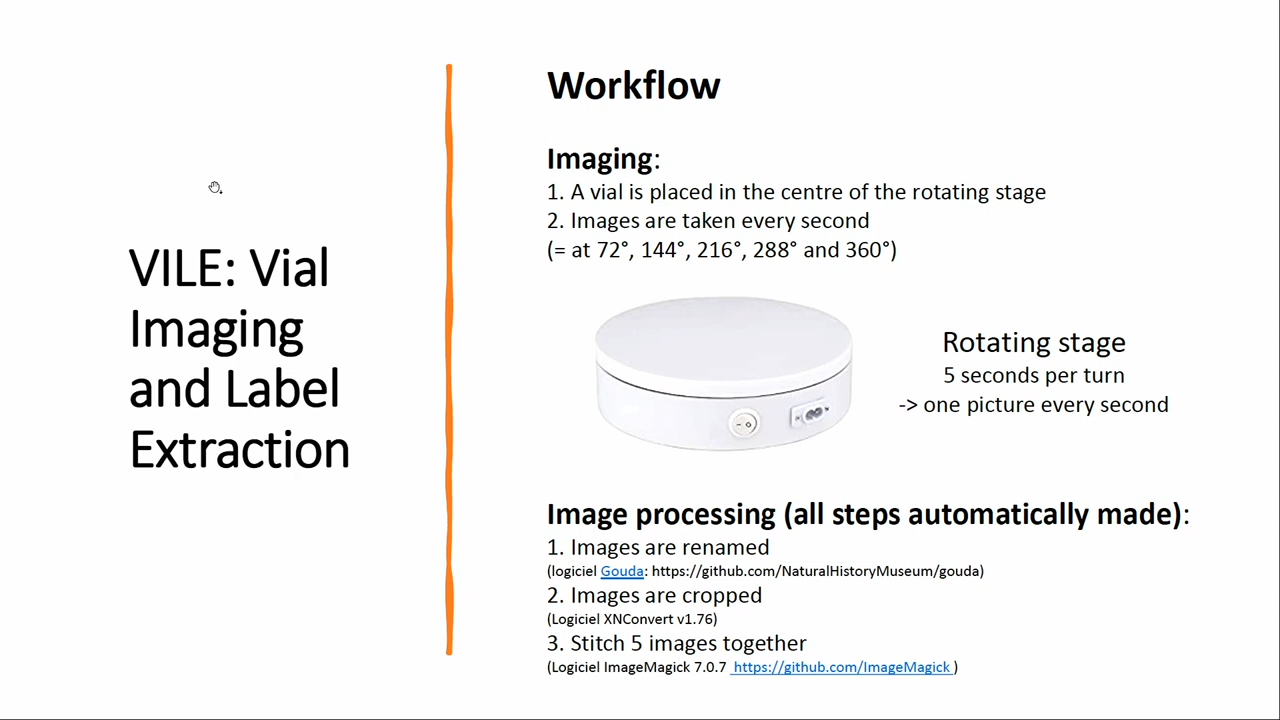 VILE: Vial
Imaging
and Label
Extraction
Workflow
Imaging:
1. A vial is placed in the centre of the rotating stage
2. Images are taken every second
(= at 72°, 144°, 216°, 288° and 360°)
Rotating stage
5 seconds per turn
-> one picture every second
Image processing (all steps automatically made):
1. Images are renamed
(logiciel Gouda: https://github.com/NaturalHistoryMuseum/gouda)
2. Images are cropped
(Logiciel XNConvert v1.76)
3. Stitch 5 images together
(Logiciel ImageMagick 7.0.7 https://github.com/ImageMagick )